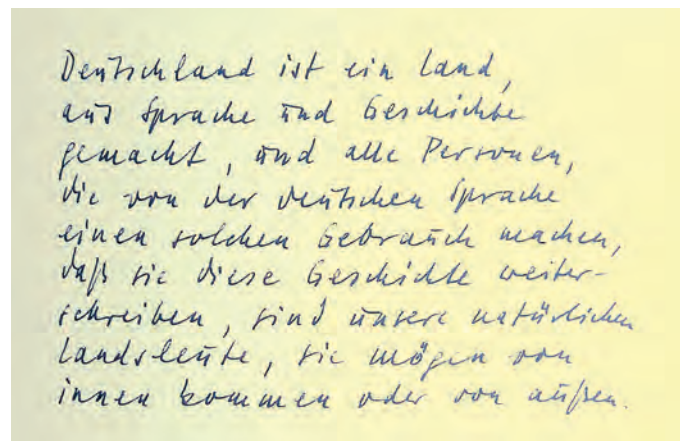 Deutschland ist ein Land,
aus Sprache und Geschichte
gemacht, und alle Personen,
die von der deutschen Sprache
einen solchen Gebrauch machen,
daß sie diese Geschichte weiter-
schreiben, sind unsere natürlichen
Landsleute, sie mögen von
innen kommen oder von außen.